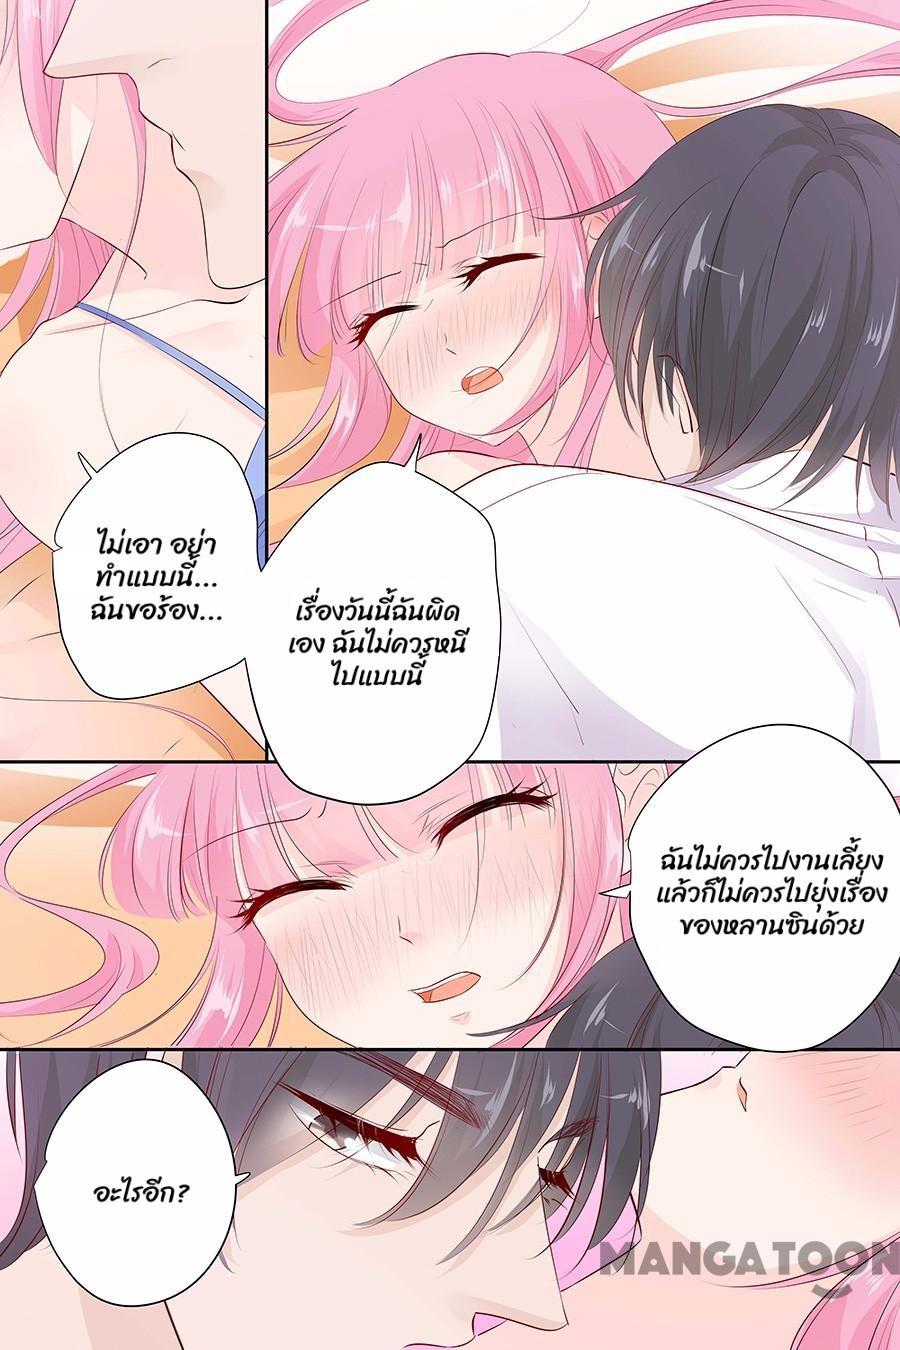 ไม่เอา อย่า
ทำแบบนี้...
ฉันขอร้อง...
เรื่องวันนี้ฉันผิด
เอง ฉันไม่ควรหนี
ไปแบบนี้
ฉันไม่ควรไปงานเลี้ยง
แล้วก็ไม่ควรไปยุ่งเรื่อง
ของหลานซินด้วย
อะไรอีก?
MANGATOON